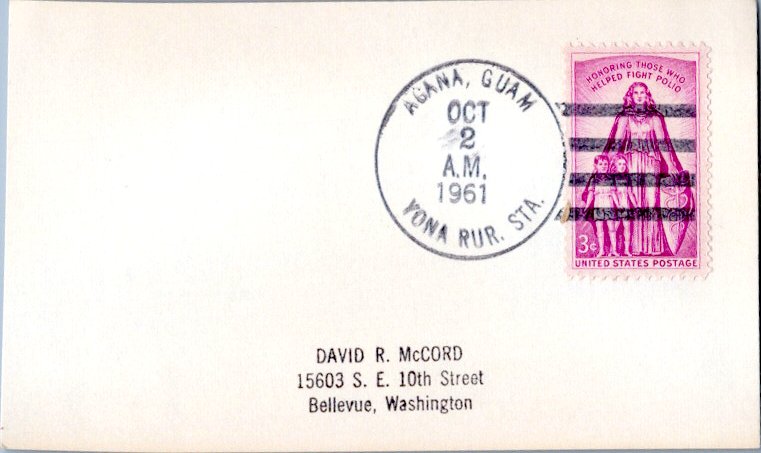 AGANA, GUAM
OCT
2
A.M.
1961
YONA RUR. STA.
HONORING THOSE WHO
HELPED FIGHT POLIO
3¢
UNITED STATES POSTAGE
DAVID R. McCORD
15603 S. E. 10th Street
Bellevue, Washington